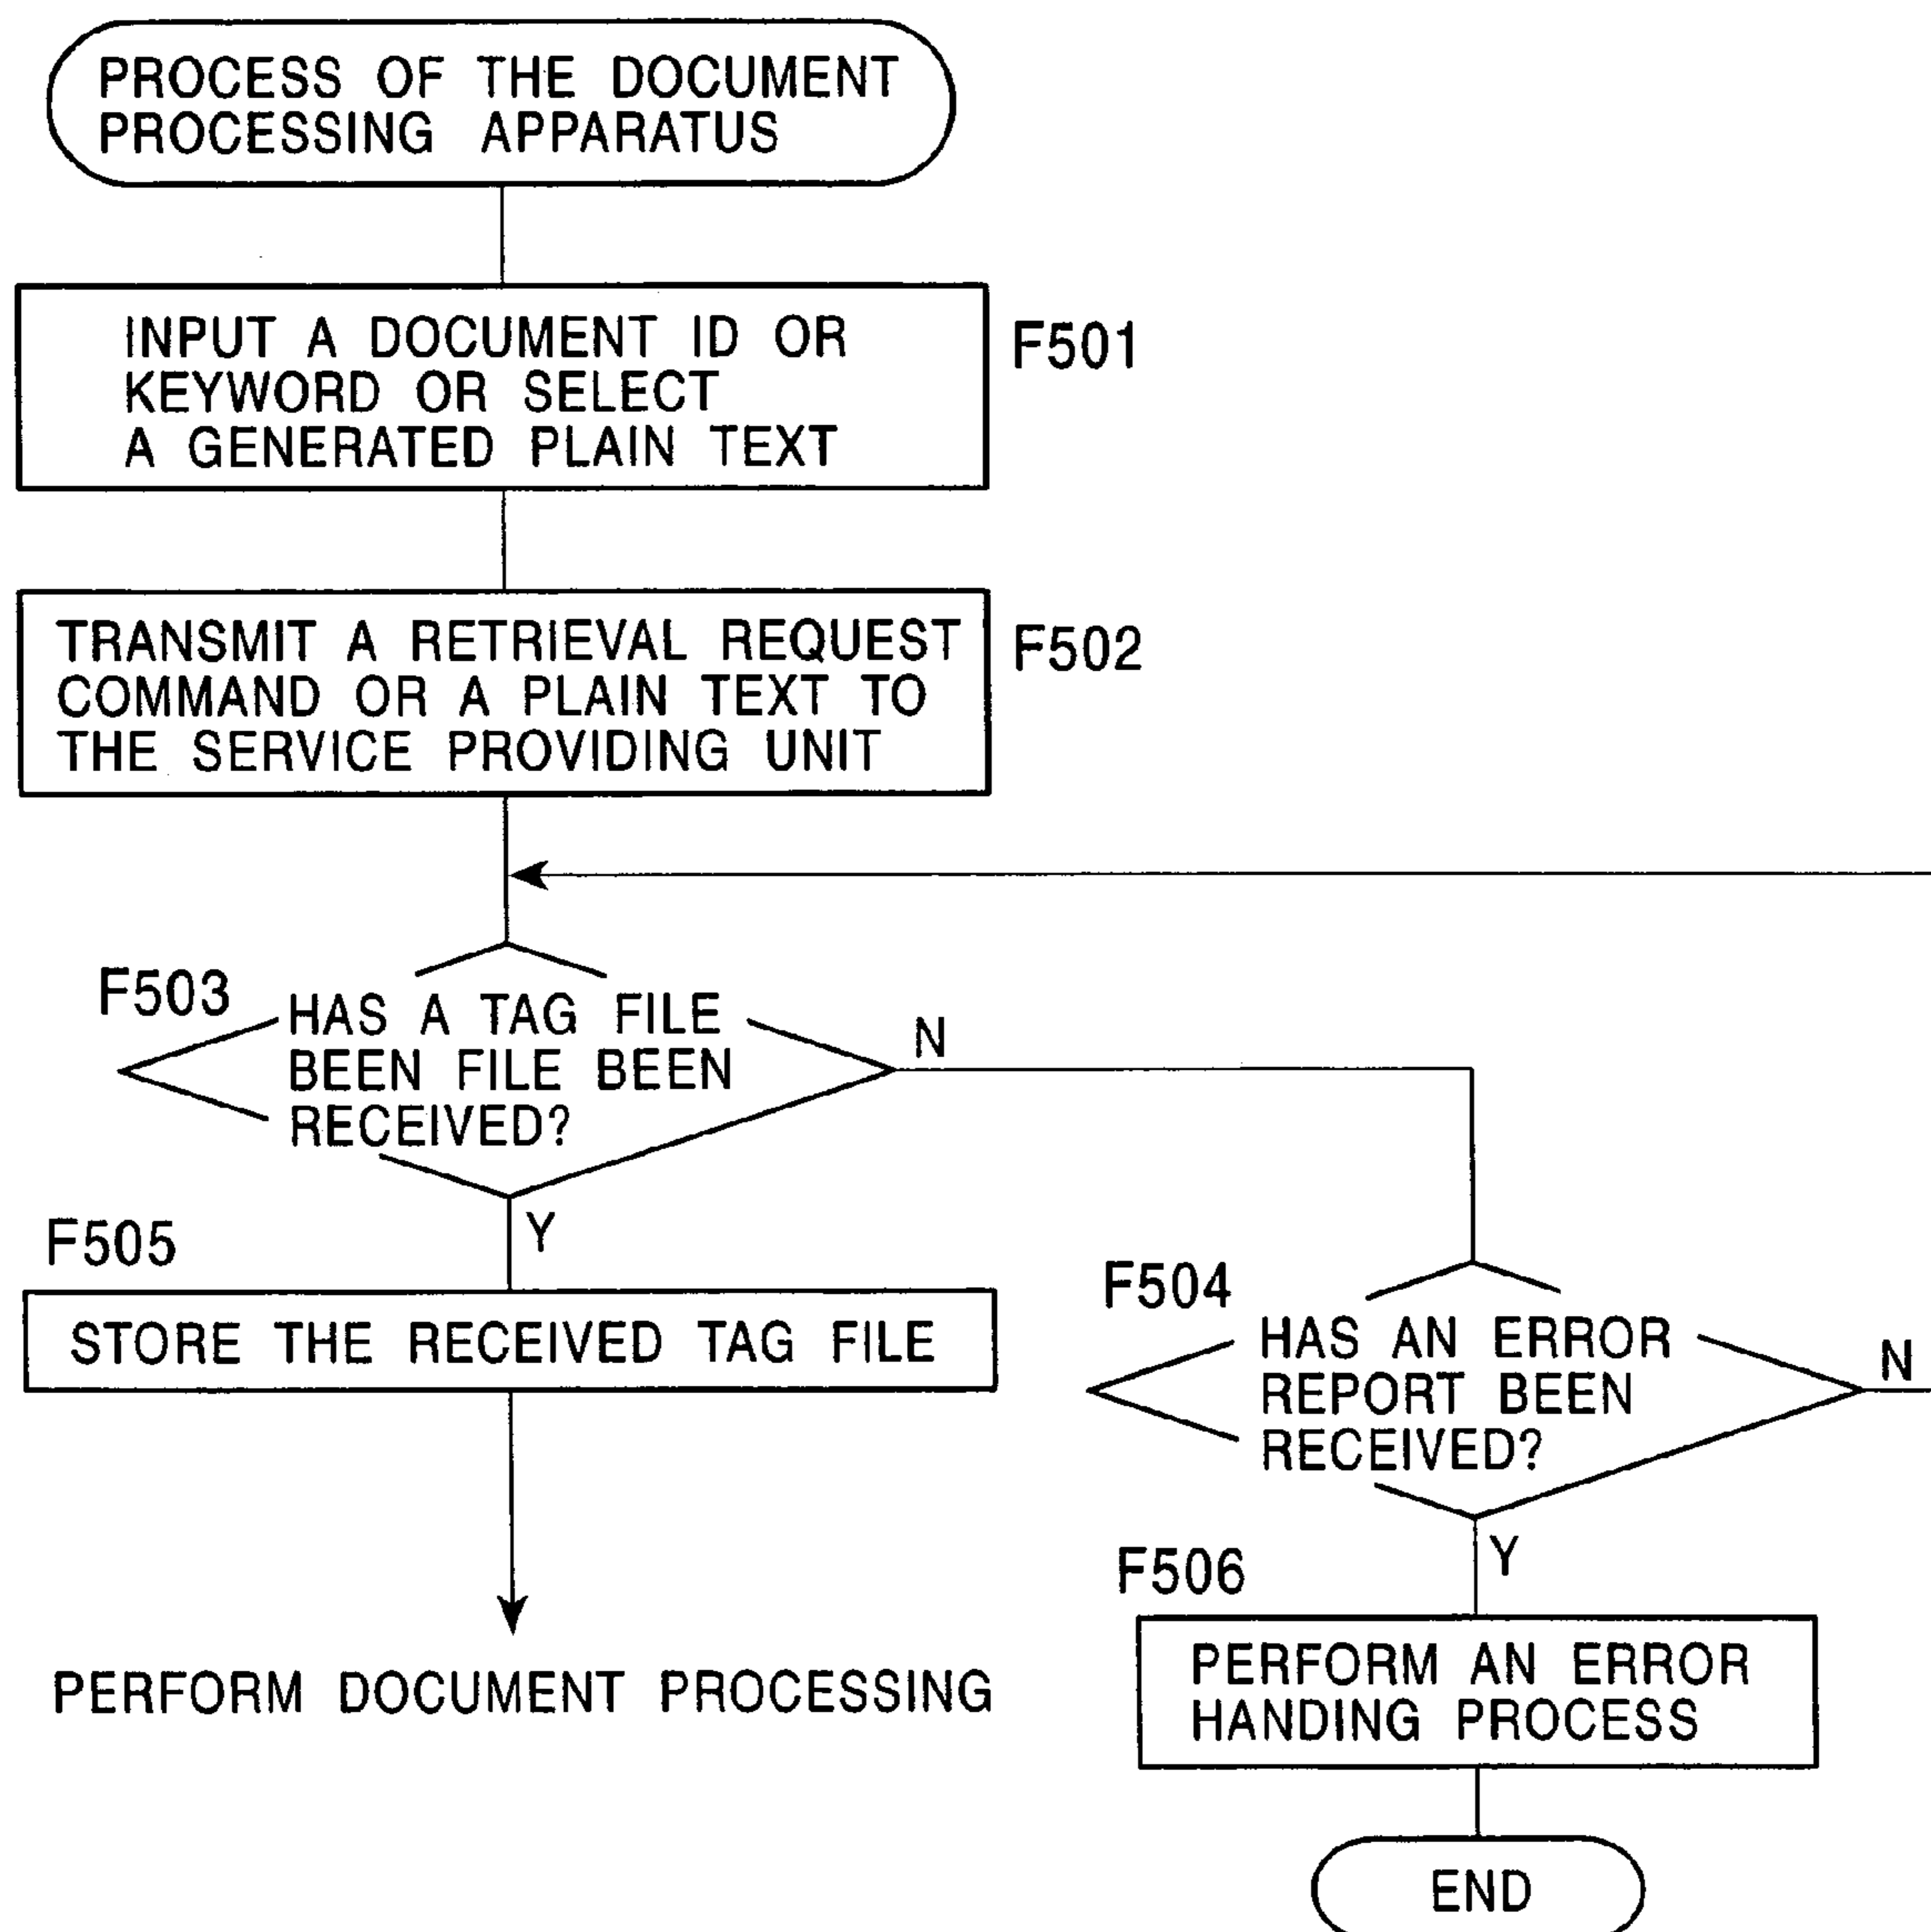 PROCESS OF THE DOCUMENT
PROCESSING APPARATUS
INPUT A DOCUMENT ID OR
KEYWORD OR SELECT
A GENERATED PLAIN TEXT
F501
TRANSMIT A RETRIEVAL REQUEST
COMMAND OR A PLAIN TEXT TO
THE SERVICE PROVIDING UNIT
F502
F503
HAS A TAG FILE
BEEN FILE BEEN
RECEIVED?
N
Y
F505
STORE THE RECEIVED TAG FILE
PERFORM DOCUMENT PROCESSING
F504
HAS AN ERROR
REPORT BEEN
RECEIVED?
N
Y
F506
PERFORM AN ERROR
HANDING PROCESS
END